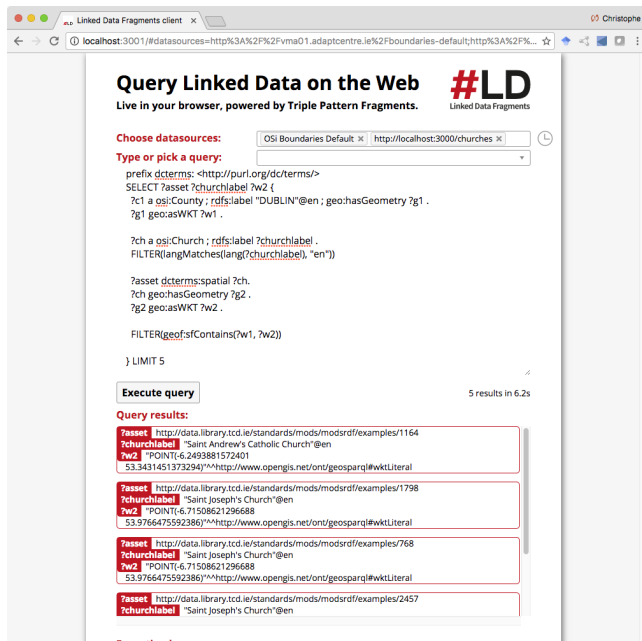 #LD Linked Data Fragments client ×
Christophe
localhost:3001/#datasources=http%3A%2F%2Fvma01.adaptcentre.ie%2Fboundaries-default;http%3A%2F%...
Query Linked Data on the Web
#LD
Live in your browser, powered by Triple Pattern Fragments.
Linked Data Fragments
Choose datasources:
OSi Boundaries Default × http://localhost:3000/churches ×
Type or pick a query:
prefix dcterms: <http://purl.org/dc/terms/>
SELECT ?asset ?churchlabel ?w2 {
?c1 a osi:County ; rdfs:label "DUBLIN"@en ; geo:hasGeometry ?g1 .
?g1 geo:asWKT ?w1 .
?ch a osi:Church ; rdfs:label ?churchlabel .
FILTER(langMatches(lang(?churchlabel), "en"))
?asset dcterms:spatial ?ch.
?ch geo:hasGeometry ?g2 .
?g2 geo:asWKT ?w2 .
FILTER(geof:sfContains(?w1, ?w2))
} LIMIT 5
Execute query
5 results in 6.2s
Query results:
?asset http://data.library.tcd.ie/standards/mods/modsrdf/examples/1164
?churchlabel "Saint Andrew's Catholic Church"@en
?w2 "POINT(-6.2493881572401
53.3431451373294)"^^http://www.opengis.net/ont/geosparql#wktLiteral
?asset http://data.library.tcd.ie/standards/mods/modsrdf/examples/1798
?churchlabel "Saint Joseph's Church"@en
?w2 "POINT(-6.71508621296688
53.9766475592386)"^^http://www.opengis.net/ont/geosparql#wktLiteral
?asset http://data.library.tcd.ie/standards/mods/modsrdf/examples/768
?churchlabel "Saint Joseph's Church"@en
?w2 "POINT(-6.71508621296688
53.9766475592386)"^^http://www.opengis.net/ont/geosparql#wktLiteral
?asset http://data.library.tcd.ie/standards/mods/modsrdf/examples/2457
?churchlabel "Saint Joseph's Church"@en